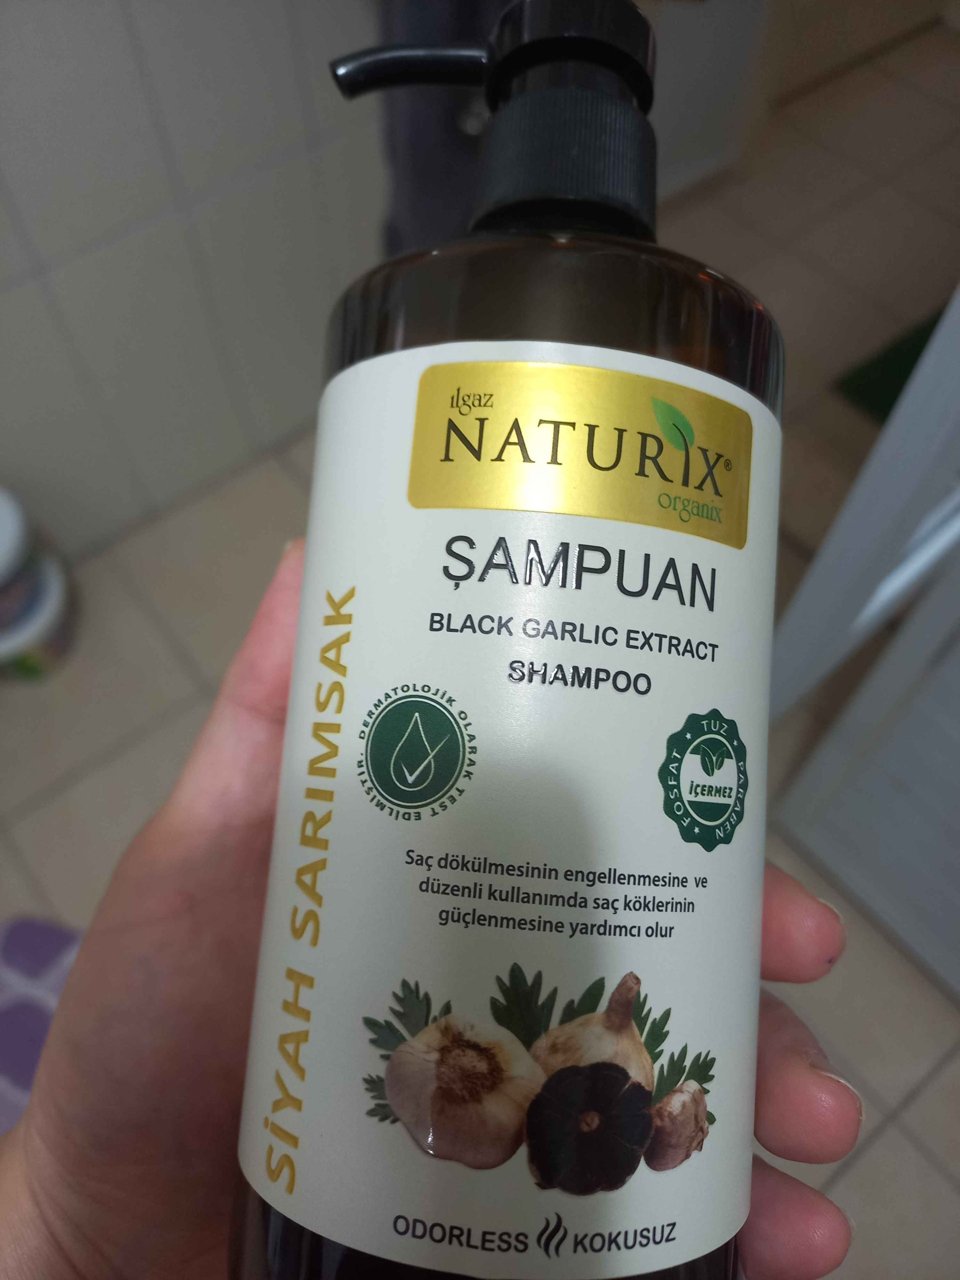 ılgaz
NATURiX®
organix
ŞAMPUAN
BLACK GARLIC EXTRACT
SHAMPOO
SİYAH SARIMSAK
DERMATOLOJİK OLARAK TEST EDİLMİŞTİR.
FOSFAT ★ TUZ ★ PARABEN
İÇERMEZ
Saç dökülmesinin engellenmesine ve
düzenli kullanımda saç köklerinin
güçlenmesine yardımcı olur
ODORLESS KOKUSUZ